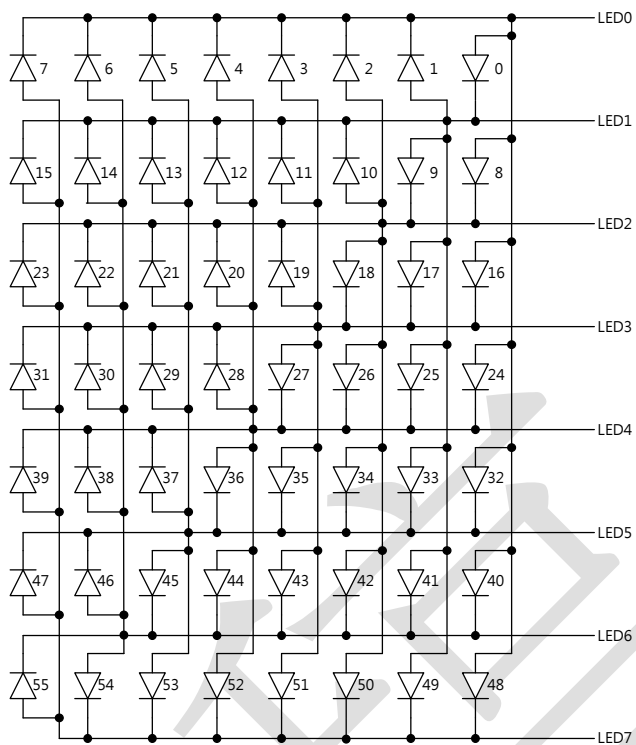 LED0
7 6 5 4 3 2 1 0
LED1
15 14 13 12 11 10 9 8
LED2
23 22 21 20 19 18 17 16
LED3
31 30 29 28 27 26 25 24
LED4
39 38 37 36 35 34 33 32
LED5
47 46 45 44 43 42 41 40
LED6
55 54 53 52 51 50 49 48
LED7